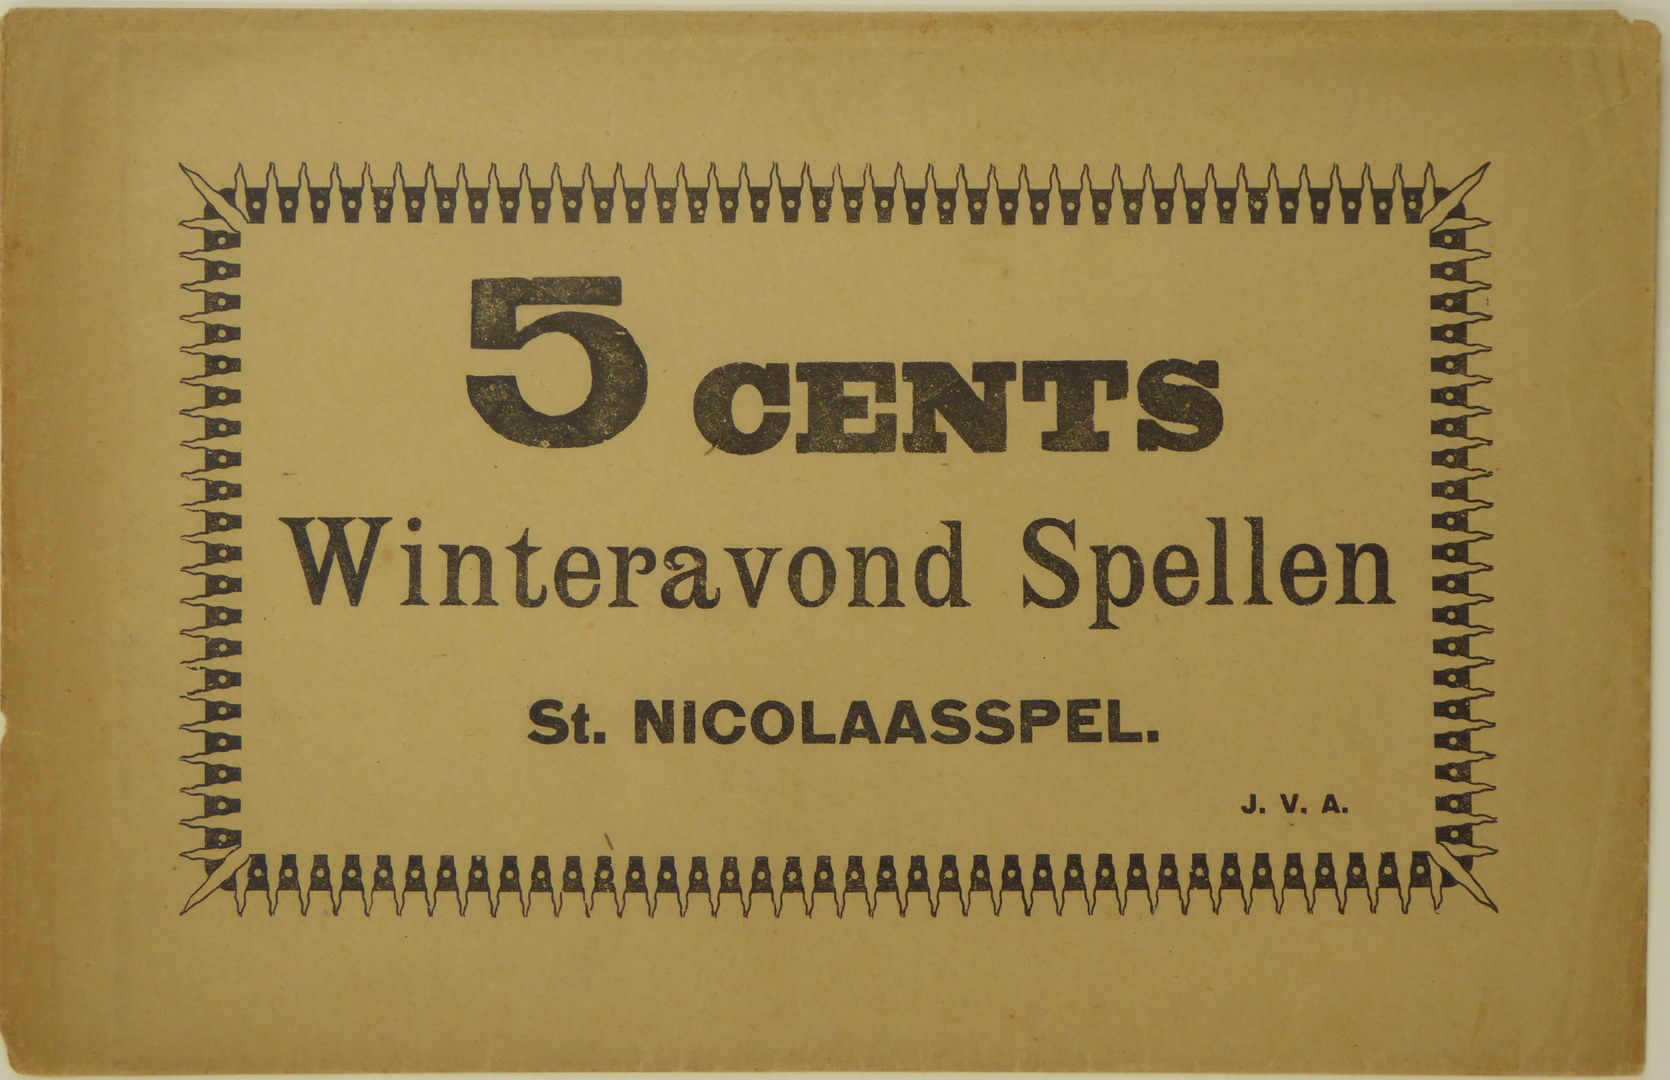 5 CENTS
Winteravond Spellen
St. NICOLAASSPEL.
J. V. A.